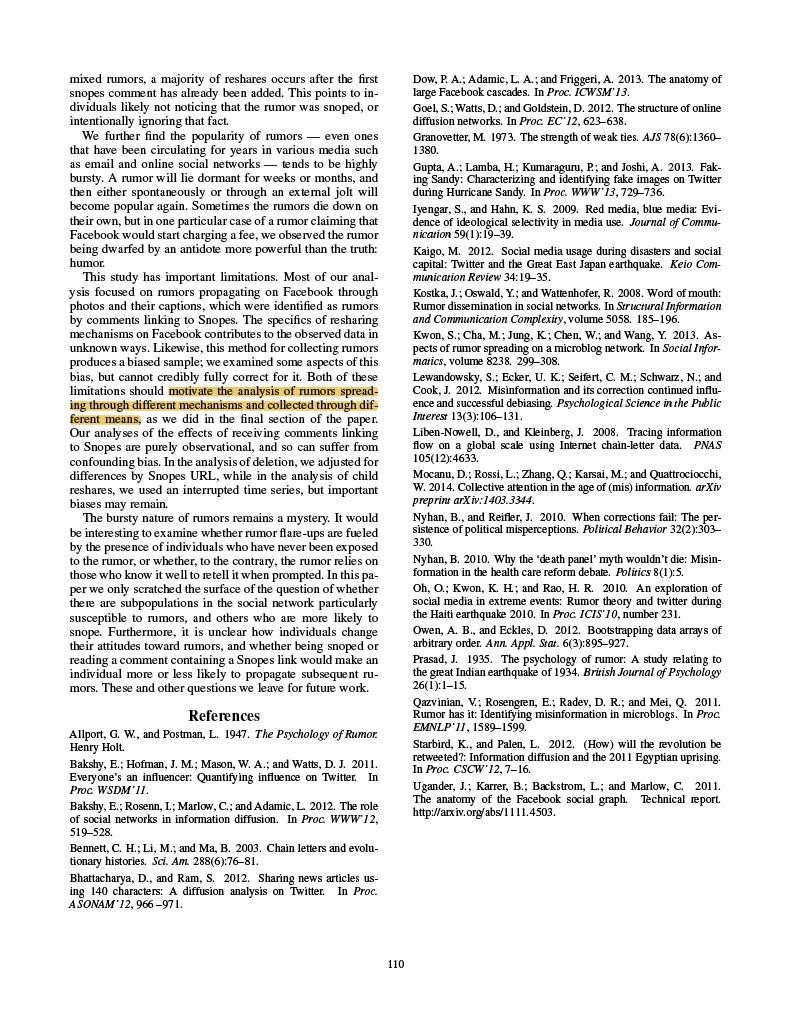 mixed rumors, a majority of reshares occurs after the first
snopes comment has already been added. This points to in-
dividuals likely not noticing that the rumor was snoped, or
intentionally ignoring that fact.
We further find the popularity of rumors — even ones
that have been circulating for years in various media such
as email and online social networks — tends to be highly
bursty. A rumor will lie dormant for weeks or months, and
then either spontaneously or through an external jolt will
become popular again. Sometimes the rumors die down on
their own, but in one particular case of a rumor claiming that
Facebook would start charging a fee, we observed the rumor
being dwarfed by an antidote more powerful than the truth:
humor.
This study has important limitations. Most of our anal-
ysis focused on rumors propagating on Facebook through
photos and their captions, which were identified as rumors
by comments linking to Snopes. The specifics of resharing
mechanisms on Facebook contributes to the observed data in
unknown ways. Likewise, this method for collecting rumors
produces a biased sample; we examined some aspects of this
bias, but cannot credibly fully correct for it. Both of these
limitations should motivate the analysis of rumors spread-
ing through different mechanisms and collected through dif-
ferent means, as we did in the final section of the paper.
Our analyses of the effects of receiving comments linking
to Snopes are purely observational, and so can suffer from
confounding bias. In the analysis of deletion, we adjusted for
differences by Snopes URL, while in the analysis of child
reshares, we used an interrupted time series, but important
biases may remain.
The bursty nature of rumors remains a mystery. It would
be interesting to examine whether rumor flare-ups are fueled
by the presence of individuals who have never been exposed
to the rumor, or whether, to the contrary, the rumor relies on
those who know it well to retell it when prompted. In this pa-
per we only scratched the surface of the question of whether
there are subpopulations in the social network particularly
susceptible to rumors, and others who are more likely to
snope. Furthermore, it is unclear how individuals change
their attitudes toward rumors, and whether being snoped or
reading a comment containing a Snopes link would make an
individual more or less likely to propagate subsequent ru-
mors. These and other questions we leave for future work.
References
Allport, G. W., and Postman, L. 1947. The Psychology of Rumor.
Henry Holt.
Bakshy, E.; Hofman, J. M.; Mason, W. A.; and Watts, D. J. 2011.
Everyone's an influencer: Quantifying influence on Twitter. In
Proc. WSDM'11.
Bakshy, E.; Rosenn, I.; Marlow, C.; and Adamic, L. 2012. The role
of social networks in information diffusion. In Proc. WWW'12,
519–528.
Bennett, C. H.; Li, M.; and Ma, B. 2003. Chain letters and evolu-
tionary histories. Sci. Am. 288(6):76–81.
Bhattacharya, D., and Ram, S. 2012. Sharing news articles us-
ing 140 characters: A diffusion analysis on Twitter. In Proc.
ASONAM'12, 966–971.
Dow, P. A.; Adamic, L. A.; and Friggeri, A. 2013. The anatomy of
large Facebook cascades. In Proc. ICWSM'13.
Goel, S.; Watts, D.; and Goldstein, D. 2012. The structure of online
diffusion networks. In Proc. EC'12, 623–638.
Granovetter, M. 1973. The strength of weak ties. AJS 78(6):1360–
1380.
Gupta, A.; Lamba, H.; Kumaraguru, P.; and Joshi, A. 2013. Fak-
ing Sandy: Characterizing and identifying fake images on Twitter
during Hurricane Sandy. In Proc. WWW'13, 729–736.
Iyengar, S., and Hahn, K. S. 2009. Red media, blue media: Evi-
dence of ideological selectivity in media use. Journal of Commu-
nication 59(1):19–39.
Kaigo, M. 2012. Social media usage during disasters and social
capital: Twitter and the Great East Japan earthquake. Keio Com-
munication Review 34:19–35.
Kostka, J.; Oswald, Y.; and Wattenhofer, R. 2008. Word of mouth:
Rumor dissemination in social networks. In Structural Information
and Communication Complexity, volume 5058. 185–196.
Kwon, S.; Cha, M.; Jung, K.; Chen, W.; and Wang, Y. 2013. As-
pects of rumor spreading on a microblog network. In Social Infor-
matics, volume 8238. 299–308.
Lewandowsky, S.; Ecker, U. K.; Seifert, C. M.; Schwarz, N.; and
Cook, J. 2012. Misinformation and its correction continued influ-
ence and successful debiasing. Psychological Science in the Public
Interest 13(3):106–131.
Liben-Nowell, D., and Kleinberg, J. 2008. Tracing information
flow on a global scale using Internet chain-letter data. PNAS
105(12):4633.
Mocanu, D.; Rossi, L.; Zhang, Q.; Karsai, M.; and Quattrociocchi,
W. 2014. Collective attention in the age of (mis) information. arXiv
preprint arXiv:1403.3344.
Nyhan, B., and Reifler, J. 2010. When corrections fail: The per-
sistence of political misperceptions. Political Behavior 32(2):303–
330.
Nyhan, B. 2010. Why the 'death panel' myth wouldn't die: Misin-
formation in the health care reform debate. Politics 8(1):5.
Oh, O.; Kwon, K. H.; and Rao, H. R. 2010. An exploration of
social media in extreme events: Rumor theory and twitter during
the Haiti earthquake 2010. In Proc. ICIS'10, number 231.
Owen, A. B., and Eckles, D. 2012. Bootstrapping data arrays of
arbitrary order. Ann. Appl. Stat. 6(3):895–927.
Prasad, J. 1935. The psychology of rumor: A study relating to
the great Indian earthquake of 1934. British Journal of Psychology
26(1):1–15.
Qazvinian, V.; Rosengren, E.; Radev, D. R.; and Mei, Q. 2011.
Rumor has it: Identifying misinformation in microblogs. In Proc.
EMNLP'11, 1589–1599.
Starbird, K., and Palen, L. 2012. (How) will the revolution be
retweeted?: Information diffusion and the 2011 Egyptian uprising.
In Proc. CSCW'12, 7–16.
Ugander, J.; Karrer, B.; Backstrom, L.; and Marlow, C. 2011.
The anatomy of the Facebook social graph. Technical report.
http://arxiv.org/abs/1111.4503.
110